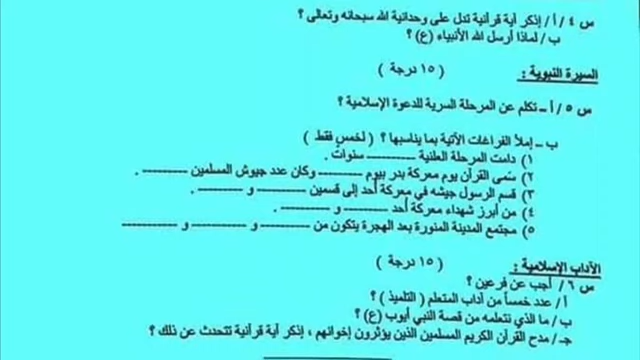 س ٤ / أ / إذكر آية قرآنية تدل على وحدانية الله سبحانه وتعالى ؟
ب / لماذا أرسل الله الأنبياء (ع) ؟
السيرة النبوية : ( ١٥ درجة )
س ٥ / أ – تكلم عن المرحلة السرية للدعوة الإسلامية ؟
ب – إملأ الفراغات الآتية بما يناسبها ؟ ( لخمس فقط )
١) دامت المرحلة العلنية ---------- سنوات .
٢) سُمي القرآن يوم معركة بدر بيوم ---------- وكان عدد جيوش المسلمين ---------- .
٣) قسم الرسول جيشه في معركة أحد إلى قسمين ---------- و ---------- .
٤) من أبرز شهداء معركة أحد ---------- و ---------- .
٥) مجتمع المدينة المنورة بعد الهجرة يتكون من ---------- و ---------- و ----------
الآداب الإسلامية : ( ١٥ درجة )
س ٦ / أجب عن فرعين ؟
أ / عدد خمساً من آداب المتعلم ( التلميذ ) ؟
ب / ما الذي نتعلمه من قصة النبي أيوب (ع) ؟
جـ / مدح القرآن الكريم المسلمين الذين يؤثرون إخوانهم ، إذكر آية قرآنية تتحدث عن ذلك ؟